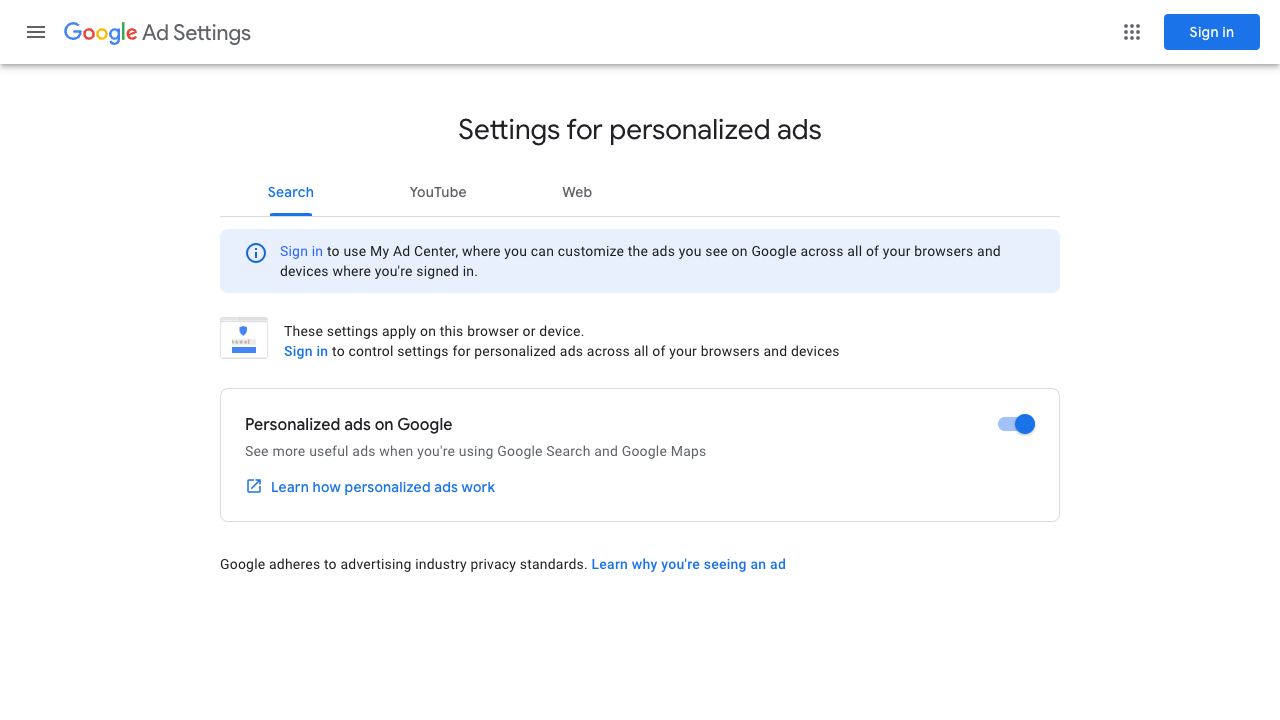 Google Ad Settings
Sign in
Settings for personalized ads
Search
YouTube
Web
Sign in to use My Ad Center, where you can customize the ads you see on Google across all of your browsers and
devices where you're signed in.
These settings apply on this browser or device.
Sign in to control settings for personalized ads across all of your browsers and devices
Personalized ads on Google
See more useful ads when you're using Google Search and Google Maps
Learn how personalized ads work
Google adheres to advertising industry privacy standards. Learn why you're seeing an ad